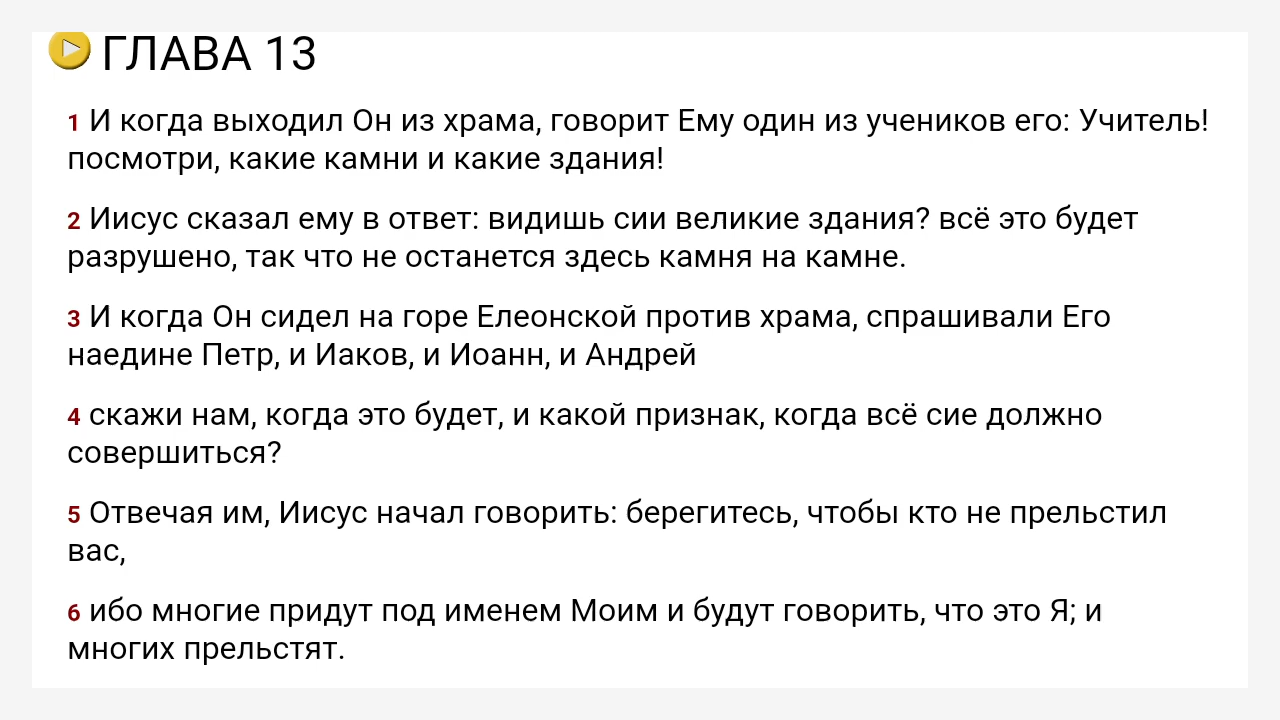 ГЛАВА 13
1 И когда выходил Он из храма, говорит Ему один из учеников его: Учитель!
посмотри, какие камни и какие здания!
2 Иисус сказал ему в ответ: видишь сии великие здания? всё это будет
разрушено, так что не останется здесь камня на камне.
3 И когда Он сидел на горе Елеонской против храма, спрашивали Его
наедине Петр, и Иаков, и Иоанн, и Андрей
4 скажи нам, когда это будет, и какой признак, когда всё сие должно
совершиться?
5 Отвечая им, Иисус начал говорить: берегитесь, чтобы кто не прельстил
вас,
6 ибо многие придут под именем Моим и будут говорить, что это Я; и
многих прельстят.